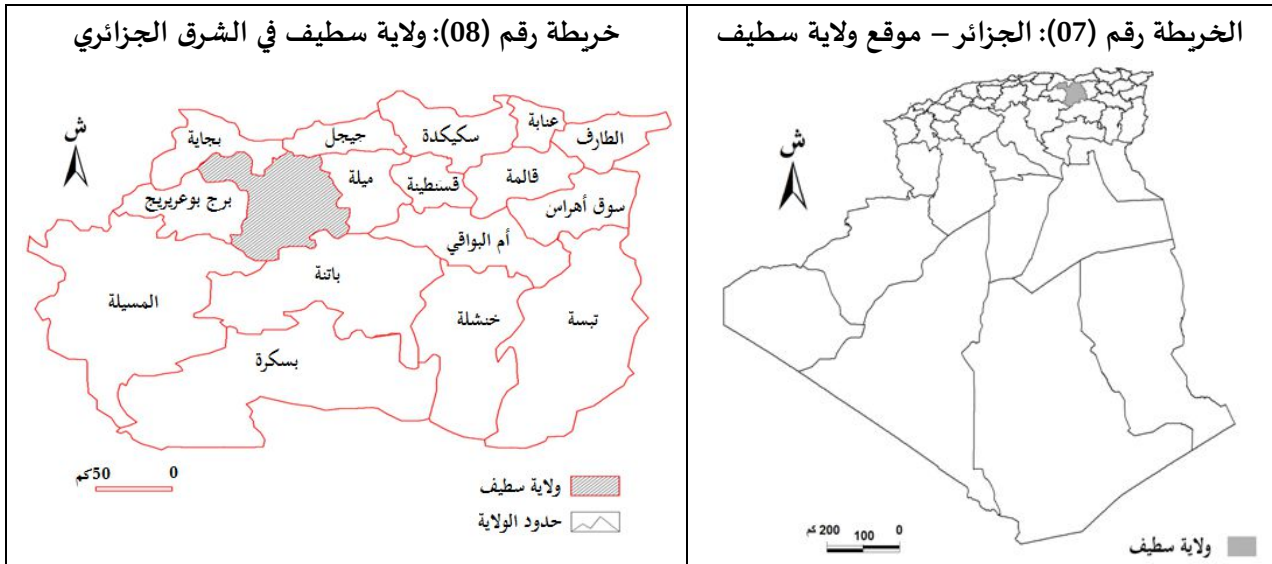 الخريطة رقم (07): الجزائر – موقع ولاية سطيف
ش
200 100 0 كم
ولاية سطيف
خريطة رقم (08): ولاية سطيف في الشرق الجزائري
ش
بجاية
جيجل
سكيكدة
عنابة
الطارف
برج بوعريريج
ميلة
قسنطينة
قالمة
سوق أهراس
أم البواقي
المسيلة
باتنة
خنشلة
تبسة
بسكرة
50كم 0
ولاية سطيف
حدود الولاية